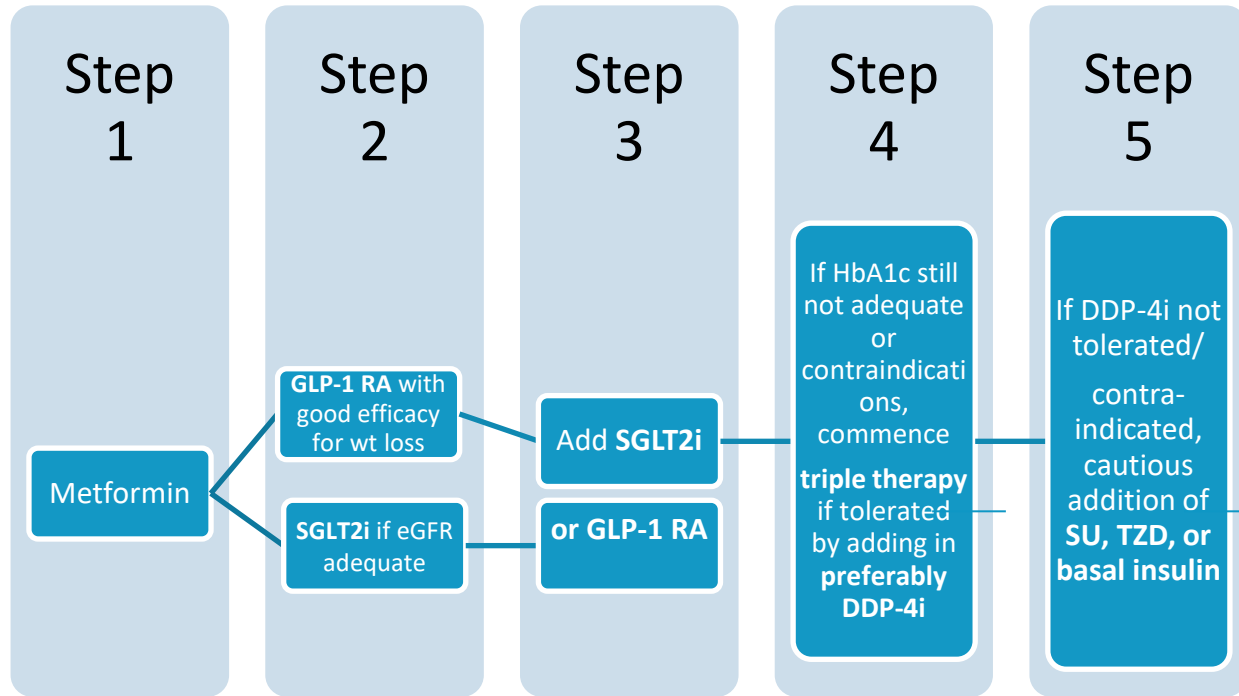 Step
1
Metformin
Step
2
GLP-1 RA with
good efficacy
for wt loss
SGLT2i if eGFR
adequate
Step
3
Add SGLT2i
or GLP-1 RA
Step
4
If HbA1c still
not adequate
or
contraindicati
ons,
commence
triple therapy
if tolerated
by adding in
preferably
DDP-4i
Step
5
If DDP-4i not
tolerated/
contra-
indicated,
cautious
addition of
SU, TZD, or
basal insulin